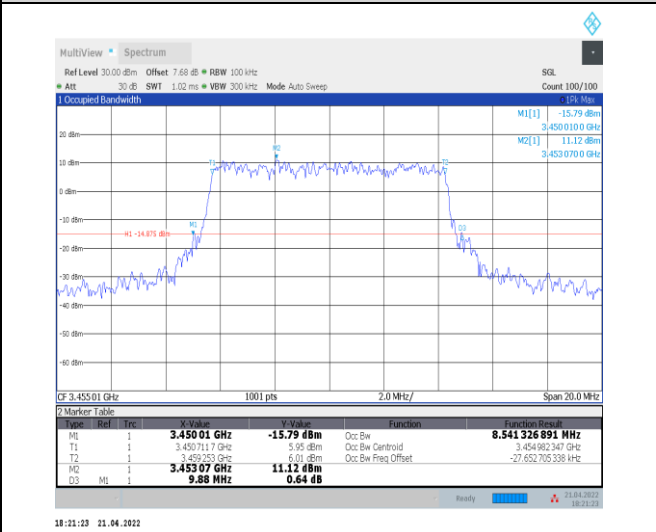 MultiView Spectrum
Ref Level 30.00 dBm Offset 7.68 dB RBW 100 kHz SGL
Att 30 dB SWT 1.02 ms VBW 300 kHz Mode Auto Sweep Count 100/100
1 Occupied Bandwidth 1Pk Max
M1[1] -15.79 dBm
3.450 010 0 GHz
M2[1] 11.12 dBm
3.453 070 0 GHz
20 dBm
M2
T1 T2
10 dBm
0 dBm
-10 dBm
M1 D3
H1 -14.875 dBm
-20 dBm
-30 dBm
-40 dBm
-50 dBm
-60 dBm
CF 3.455 01 GHz 1001 pts 2.0 MHz/ Span 20.0 MHz
2 Marker Table
Type Ref Trc X-Value Y-Value Function Function Result
M1 1 3.450 01 GHz -15.79 dBm Occ Bw 8.541 326 891 MHz
T1 1 3.450 711 7 GHz 5.95 dBm Occ Bw Centroid 3.454 982 347 GHz
T2 1 3.459 253 GHz 6.01 dBm Occ Bw Freq Offset -27.652 705 338 kHz
M2 1 3.453 07 GHz 11.12 dBm
D3 M1 1 9.88 MHz 0.64 dB
Ready 21.04.2022
18:21:23
18:21:23 21.04.2022